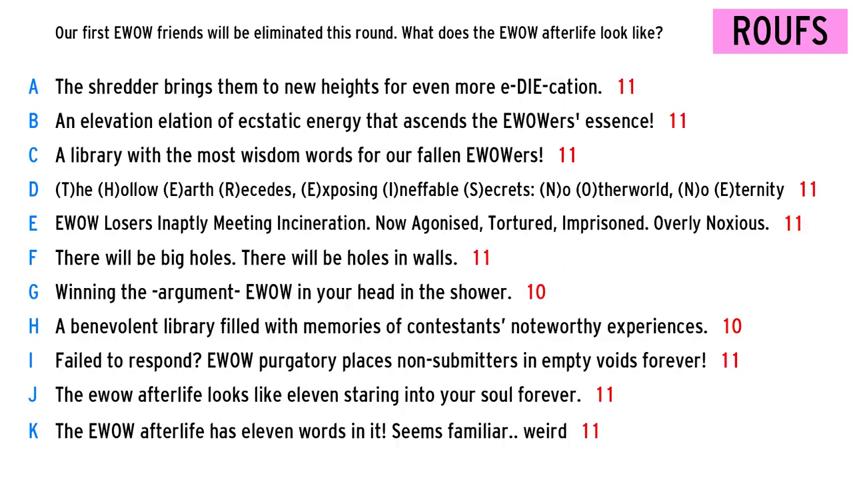 Our first EWOW friends will be eliminated this round. What does the EWOW afterlife look like?
ROUFS
A The shredder brings them to new heights for even more e-DIE-cation. 11
B An elevation elation of ecstatic energy that ascends the EWOWers' essence! 11
C A library with the most wisdom words for our fallen EWOWers! 11
D (T)he (H)ollow (E)arth (R)ecedes, (E)xposing (I)neffable (S)ecrets: (N)o (O)therworld, (N)o (E)ternity 11
E EWOW Losers Inaptly Meeting Incineration. Now Agonised, Tortured, Imprisoned. Overly Noxious. 11
F There will be big holes. There will be holes in walls. 11
G Winning the -argument- EWOW in your head in the shower. 10
H A benevolent library filled with memories of contestants’ noteworthy experiences. 10
I Failed to respond? EWOW purgatory places non-submitters in empty voids forever! 11
J The ewow afterlife looks like eleven staring into your soul forever. 11
K The EWOW afterlife has eleven words in it! Seems familiar.. weird 11